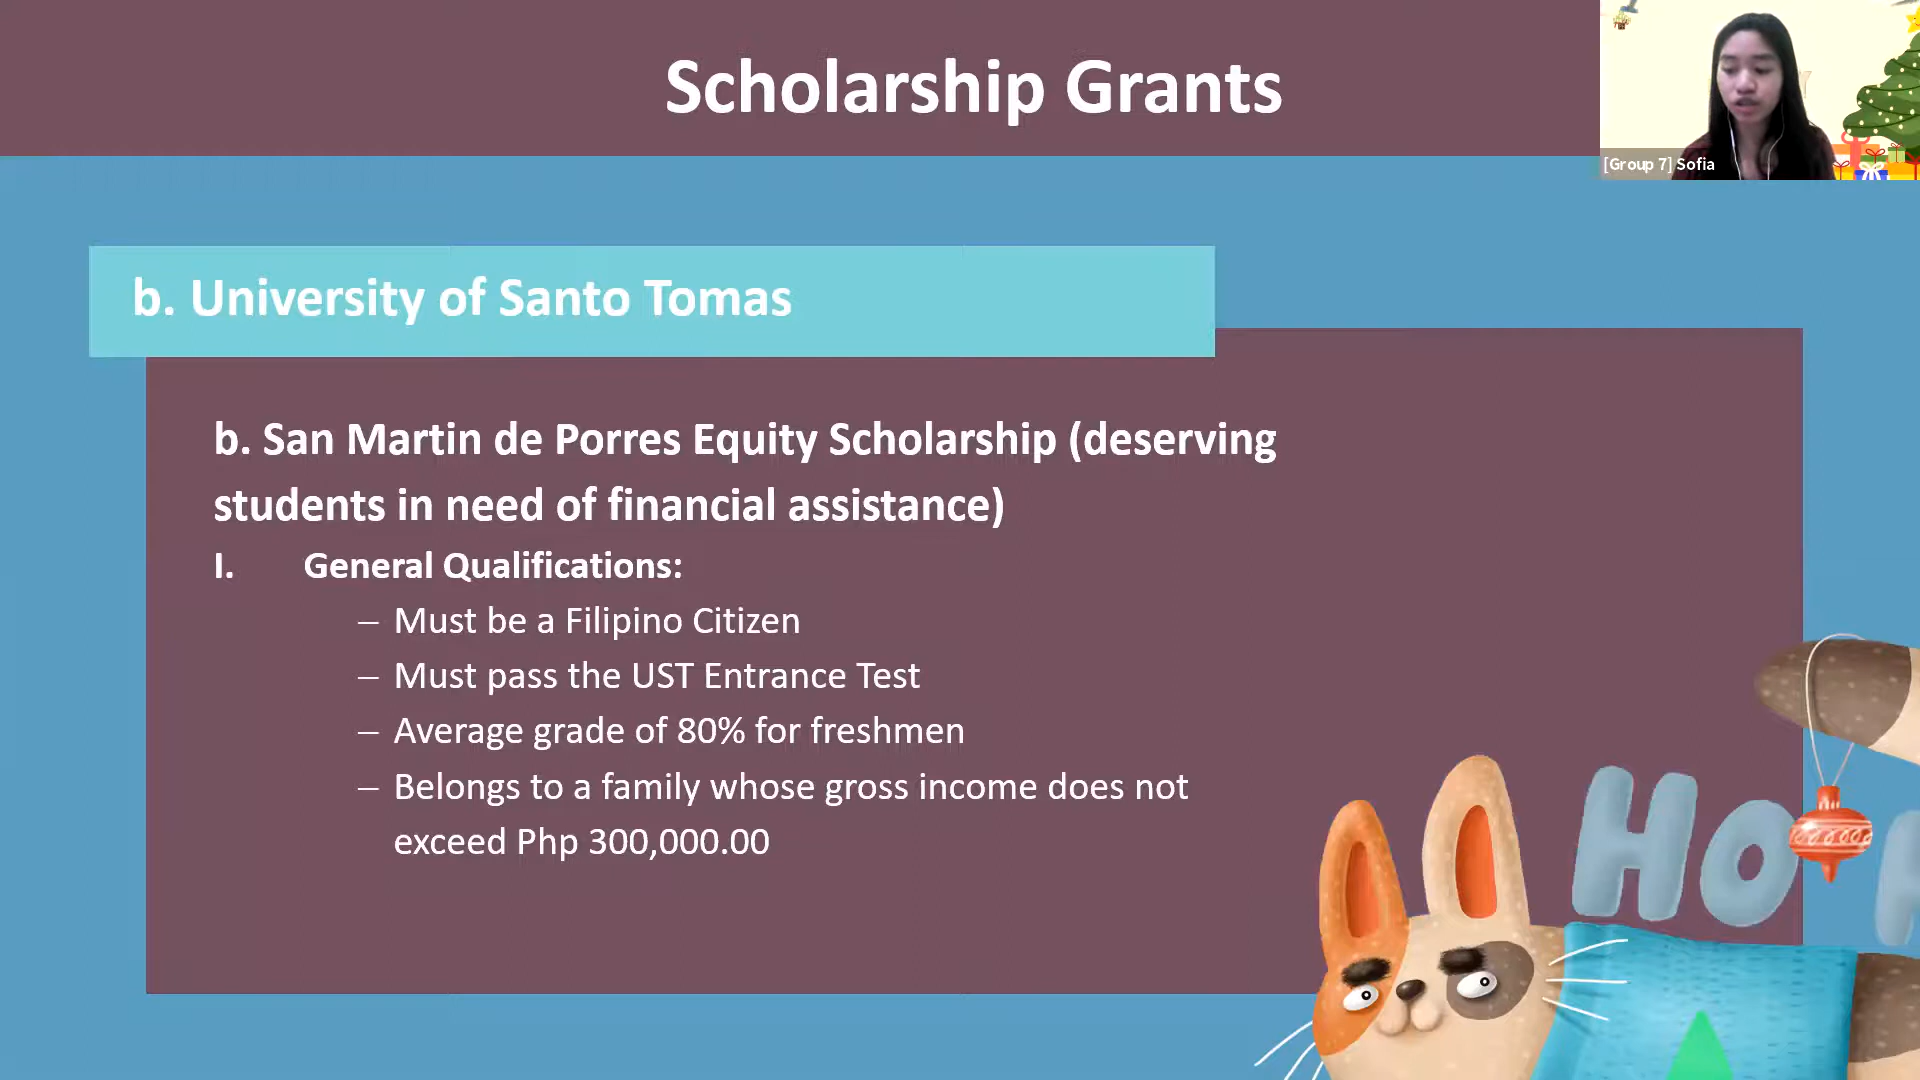 Scholarship Grants
[Group 7] Sofia
b. University of Santo Tomas
b. San Martin de Porres Equity Scholarship (deserving
students in need of financial assistance)
I. General Qualifications:
– Must be a Filipino Citizen
– Must pass the UST Entrance Test
– Average grade of 80% for freshmen
– Belongs to a family whose gross income does not
exceed Php 300,000.00
HO